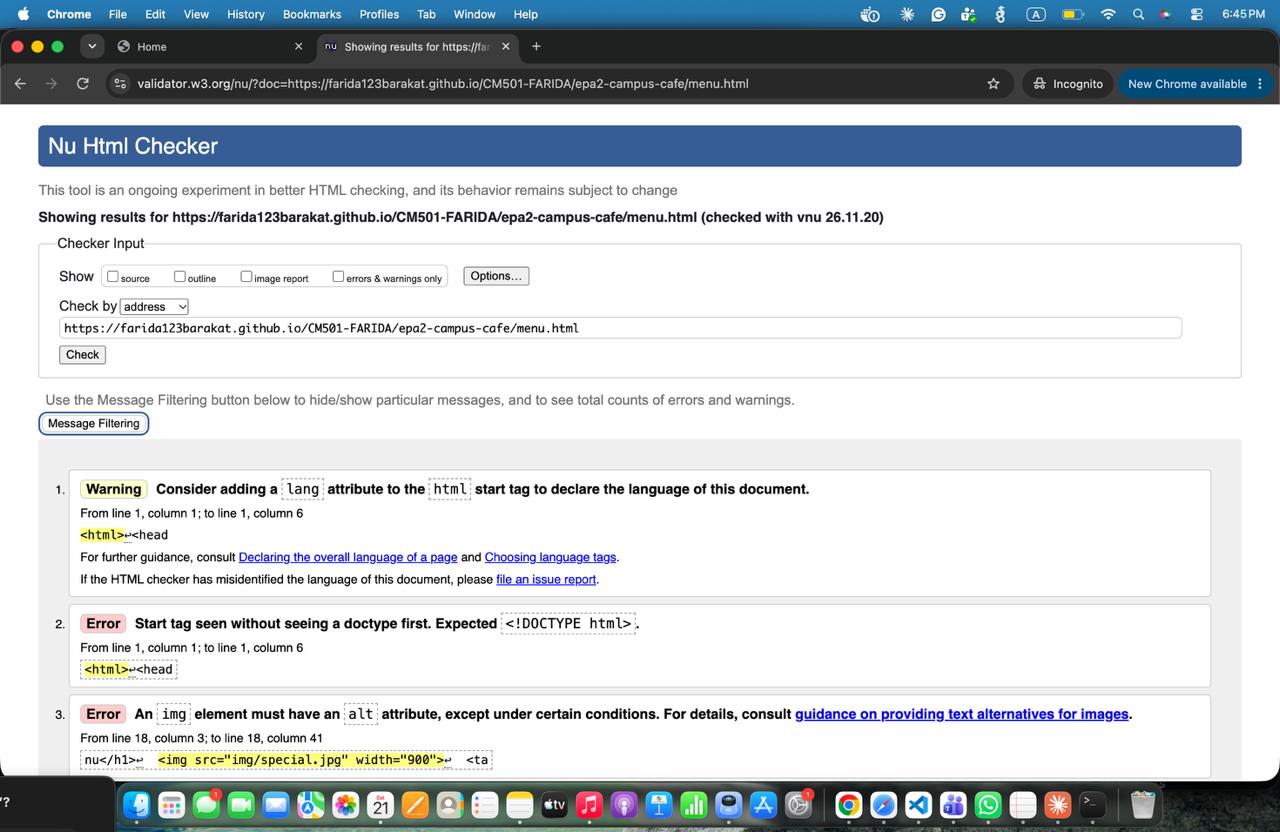 Chrome File Edit View History Bookmarks Profiles Tab Window Help A 6:45 PM
Home
nu Showing results for https://far
validator.w3.org/nu/?doc=https://farida123barakat.github.io/CM501-FARIDA/epa2-campus-cafe/menu.html
Incognito
New Chrome available
Nu Html Checker
This tool is an ongoing experiment in better HTML checking, and its behavior remains subject to change
Showing results for https://farida123barakat.github.io/CM501-FARIDA/epa2-campus-cafe/menu.html (checked with vnu 26.11.20)
Checker Input
Show source outline image report errors & warnings only Options…
Check by address
https://farida123barakat.github.io/CM501-FARIDA/epa2-campus-cafe/menu.html
Check
Use the Message Filtering button below to hide/show particular messages, and to see total counts of errors and warnings.
Message Filtering
1. Warning Consider adding a lang attribute to the html start tag to declare the language of this document.
From line 1, column 1; to line 1, column 6
<html>↩<head
For further guidance, consult Declaring the overall language of a page and Choosing language tags.
If the HTML checker has misidentified the language of this document, please file an issue report.
2. Error Start tag seen without seeing a doctype first. Expected <!DOCTYPE html>.
From line 1, column 1; to line 1, column 6
<html>↩<head
3. Error An img element must have an alt attribute, except under certain conditions. For details, consult guidance on providing text alternatives for images.
From line 18, column 3; to line 18, column 41
nu</h1>↩ <img src="img/special.jpg" width="900">↩ <ta
?
1
Sat
21
tv
1